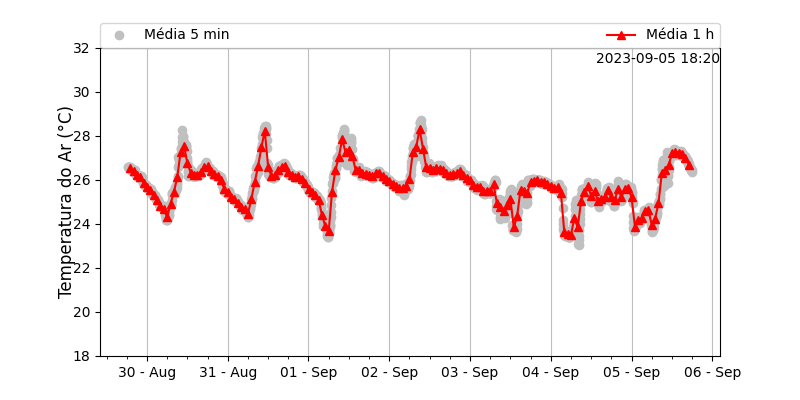 Média 5 min
Média 1 h
2023-09-05 18:20
Temperatura do Ar (°C)
32
30
28
26
24
22
20
18
30 - Aug
31 - Aug
01 - Sep
02 - Sep
03 - Sep
04 - Sep
05 - Sep
06 - Sep